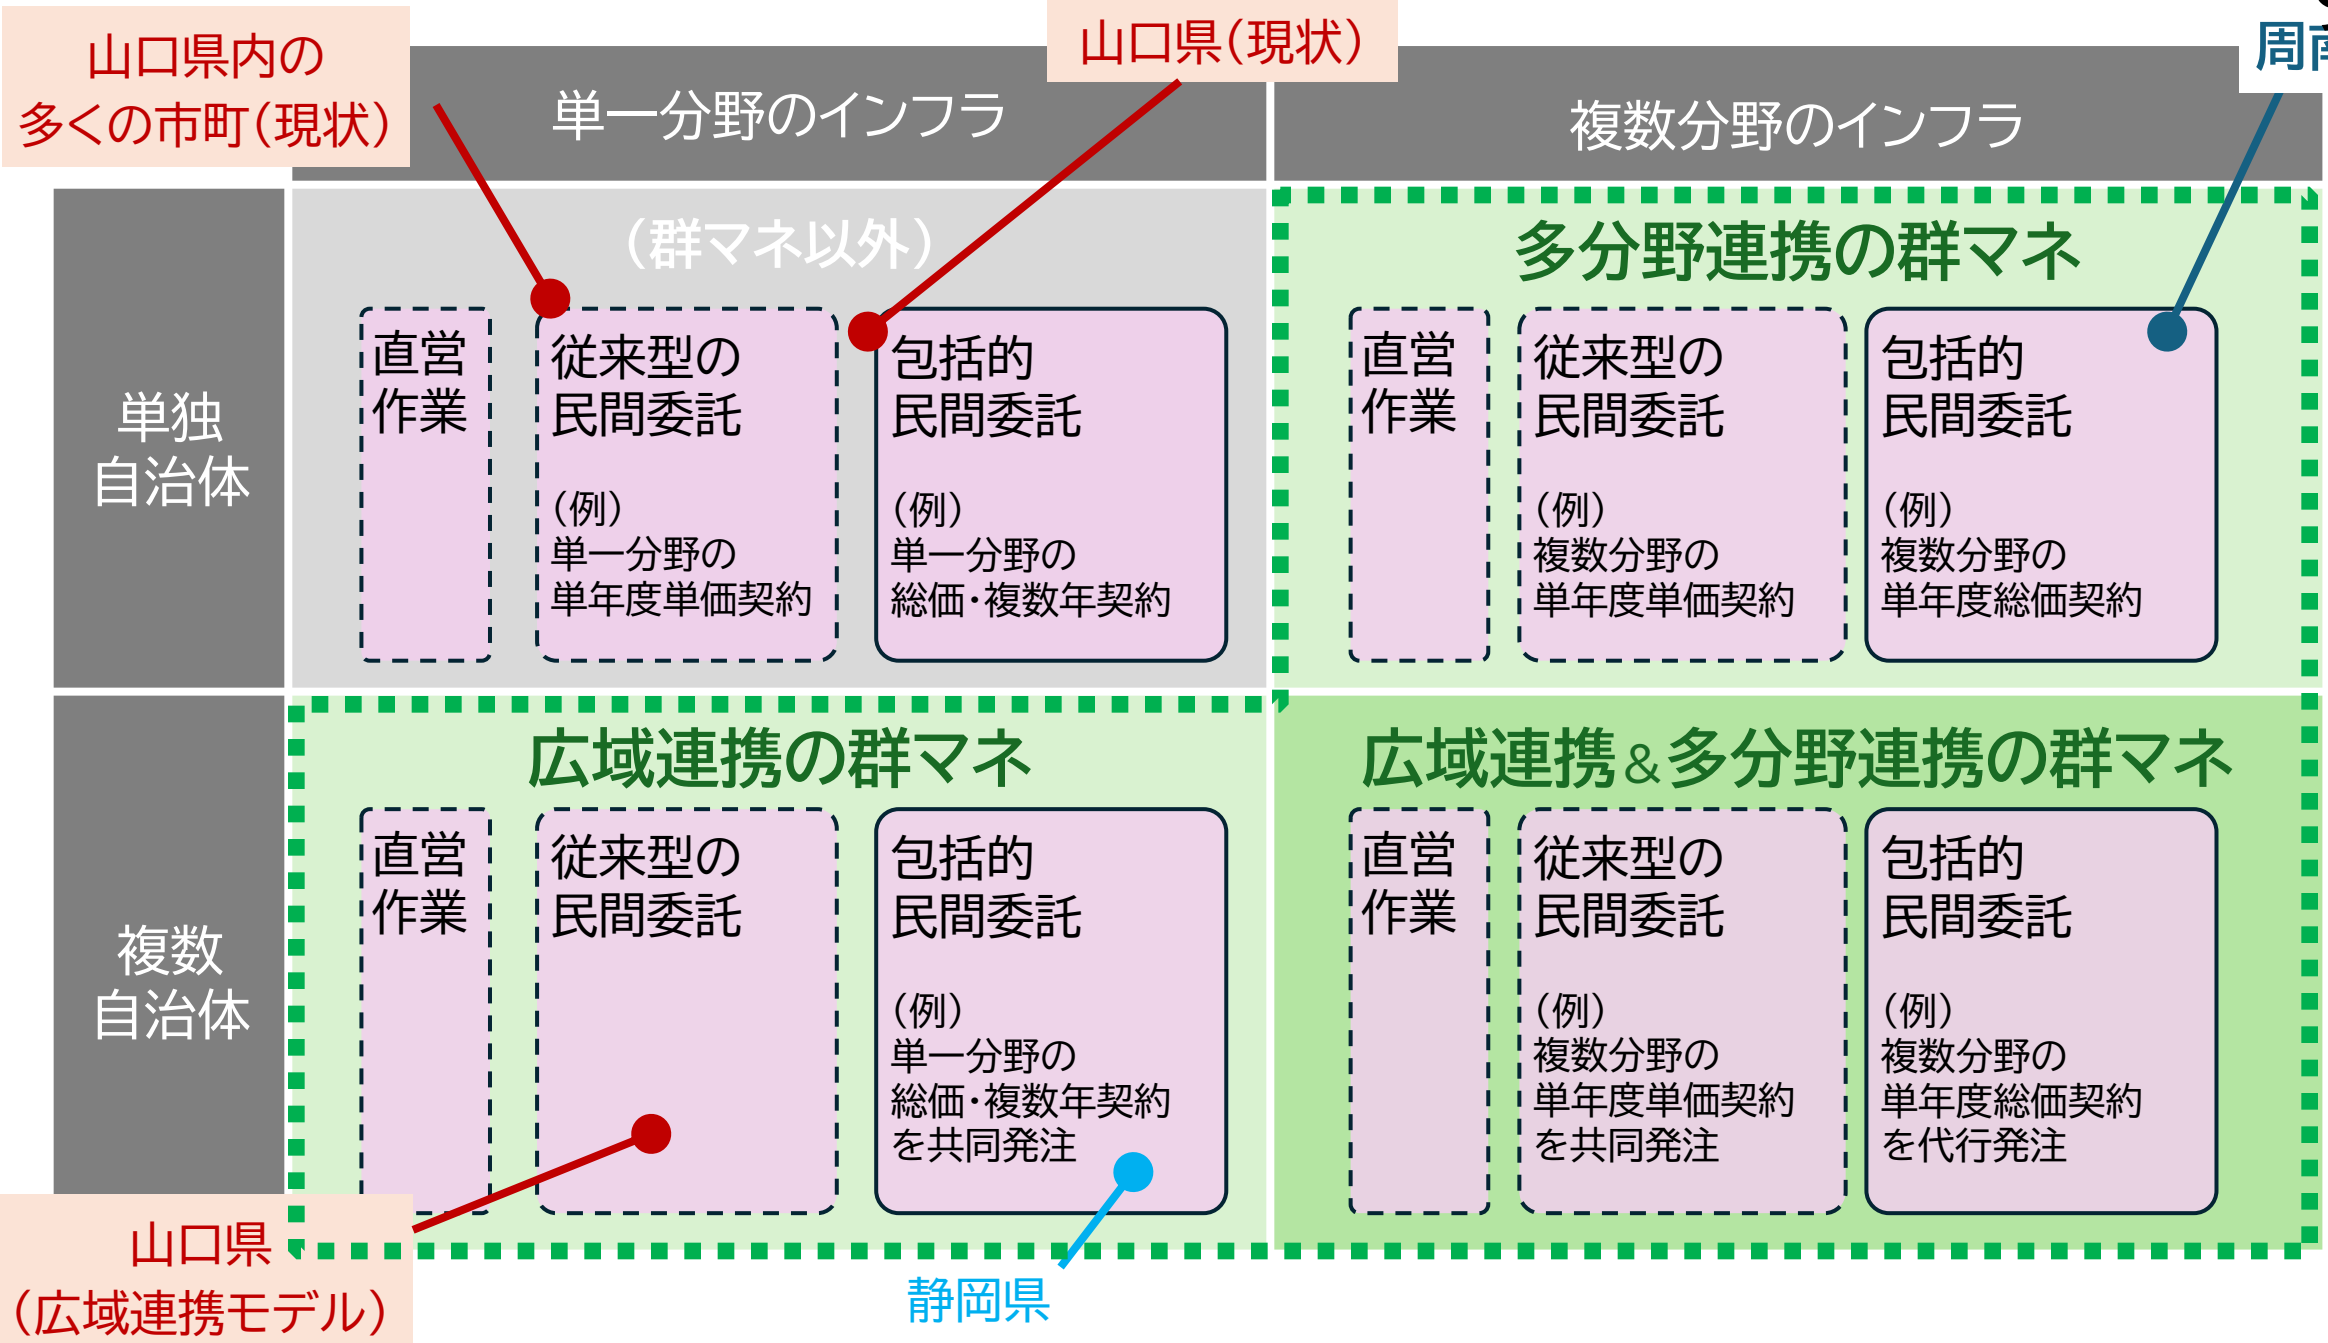 山口県内の
多くの市町（現状）
山口県（現状）
周南
単一分野のインフラ
複数分野のインフラ
単独
自治体
（群マネ以外）
直営
作業
従来型の
民間委託
（例）
単一分野の
単年度単価契約
包括的
民間委託
（例）
単一分野の
総価・複数年契約
多分野連携の群マネ
直営
作業
従来型の
民間委託
（例）
複数分野の
単年度単価契約
包括的
民間委託
（例）
複数分野の
単年度総価契約
複数
自治体
広域連携の群マネ
直営
作業
従来型の
民間委託
包括的
民間委託
（例）
単一分野の
総価・複数年契約
を共同発注
広域連携＆多分野連携の群マネ
直営
作業
従来型の
民間委託
（例）
複数分野の
単年度単価契約
を共同発注
包括的
民間委託
（例）
複数分野の
単年度総価契約
を代行発注
山口県
（広域連携モデル）
静岡県